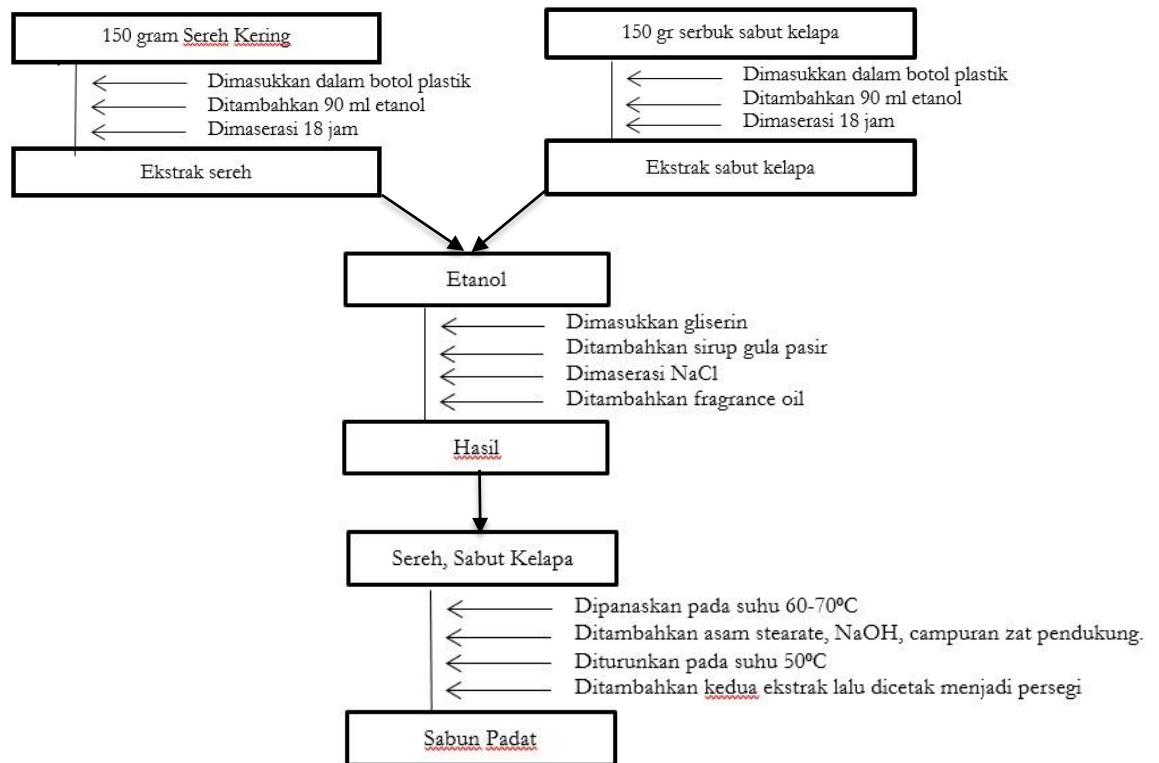 150 gram Sereh Kering
Dimasukkan dalam botol plastik
Ditambahkan 90 ml etanol
Dimaserasi 18 jam
Ekstrak sereh
150 gr serbuk sabut kelapa
Dimasukkan dalam botol plastik
Ditambahkan 90 ml etanol
Dimaserasi 18 jam
Ekstrak sabut kelapa
Etanol
Dimasukkan gliserin
Ditambahkan sirup gula pasir
Dimaserasi NaCl
Ditambahkan fragrance oil
Hasil
Sereh, Sabut Kelapa
Dipanaskan pada suhu 60-70⁰C
Ditambahkan asam stearate, NaOH, campuran zat pendukung.
Diturunkan pada suhu 50⁰C
Ditambahkan kedua ekstrak lalu dicetak menjadi persegi
Sabun Padat